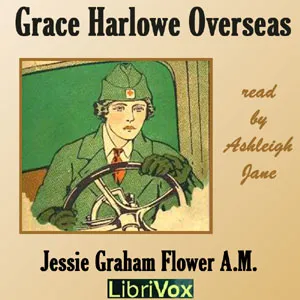 Grace Harlowe Overseas
read
by
Ashleigh
Jane
Jessie Graham Flower A.M.
LibriVox